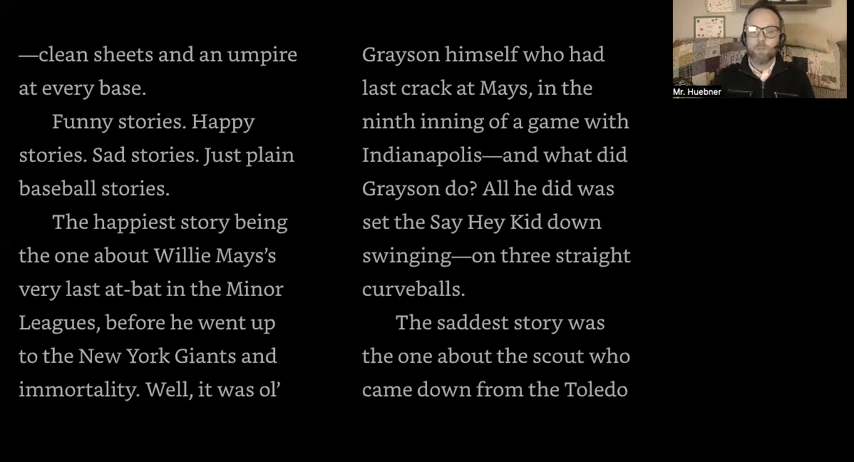 —clean sheets and an umpire
at every base.
Funny stories. Happy
stories. Sad stories. Just plain
baseball stories.
The happiest story being
the one about Willie Mays’s
very last at-bat in the Minor
Leagues, before he went up
to the New York Giants and
immortality. Well, it was ol’
Grayson himself who had
last crack at Mays, in the
ninth inning of a game with
Indianapolis—and what did
Grayson do? All he did was
set the Say Hey Kid down
swinging—on three straight
curveballs.
The saddest story was
the one about the scout who
came down from the Toledo
Mr. Huebner